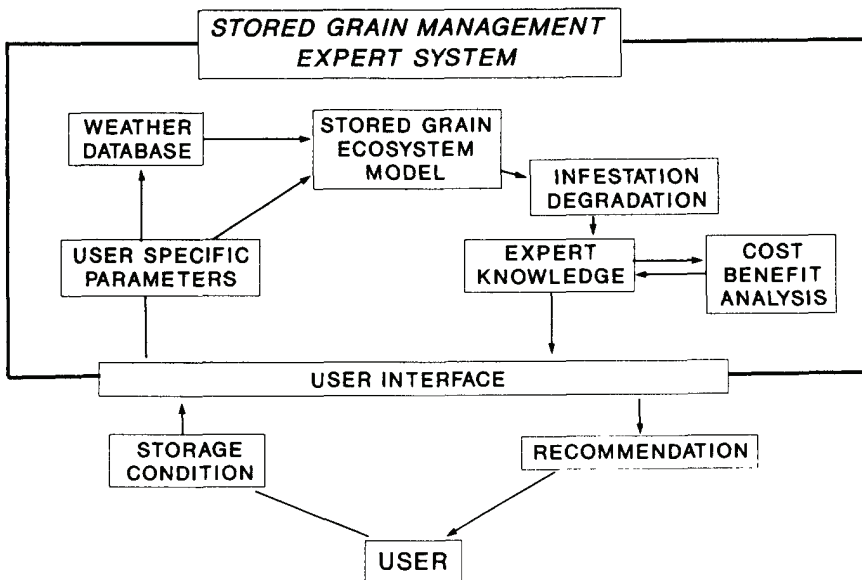 STORED GRAIN MANAGEMENT
EXPERT SYSTEM
WEATHER
DATABASE
STORED GRAIN
ECOSYSTEM
MODEL
INFESTATION
DEGRADATION
USER SPECIFIC
PARAMETERS
EXPERT
KNOWLEDGE
COST
BENEFIT
ANALYSIS
USER INTERFACE
STORAGE
CONDITION
RECOMMENDATION
USER